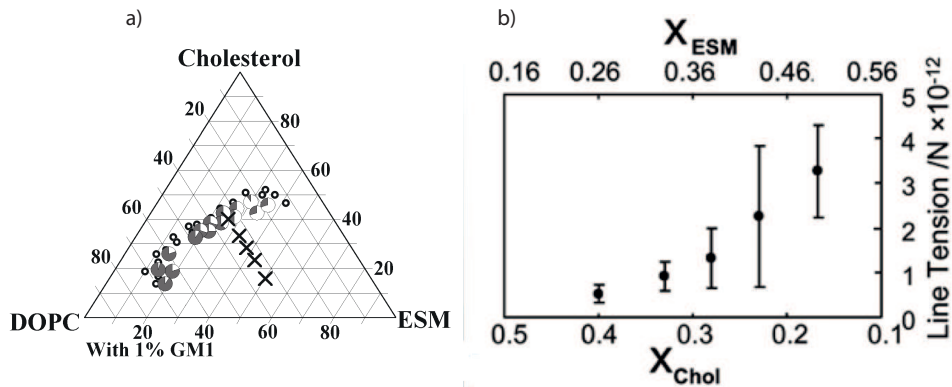 a)
Cholesterol
20
80
40
60
60
40
80
20
DOPC
ESM
20
40
60
80
With 1% GM1
b)
X ESM
0.16 0.26 0.36 0.46. 0.56
5
4
3
2
1
0
Line Tension /N ×10-12
0.5 0.4 0.3 0.2 0.1
X Chol